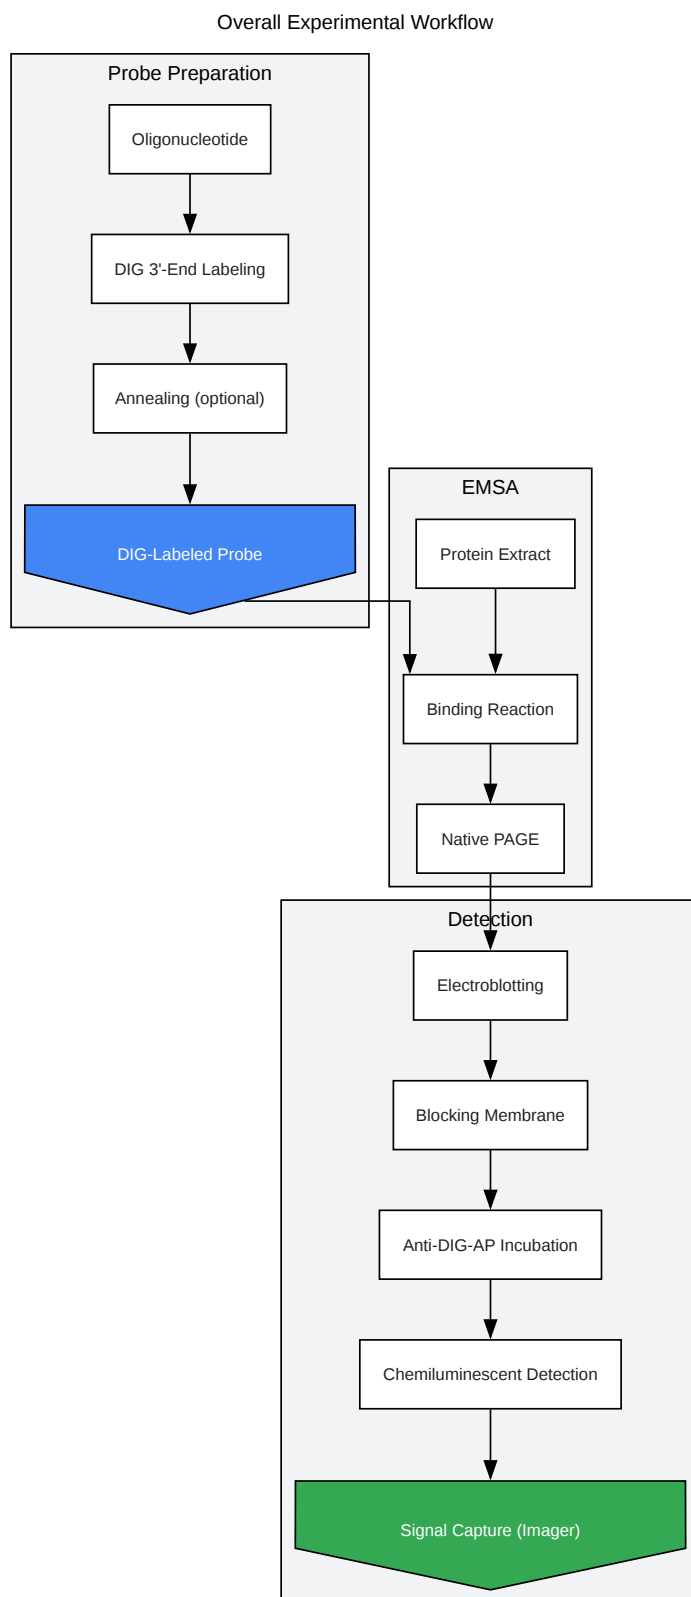 Overall Experimental Workflow
Probe Preparation
Oligonucleotide
DIG 3'-End Labeling
Annealing (optional)
DIG-Labeled Probe
EMSA
Protein Extract
Binding Reaction
Native PAGE
Detection
Electroblotting
Blocking Membrane
Anti-DIG-AP Incubation
Chemiluminescent Detection
Signal Capture (Imager)